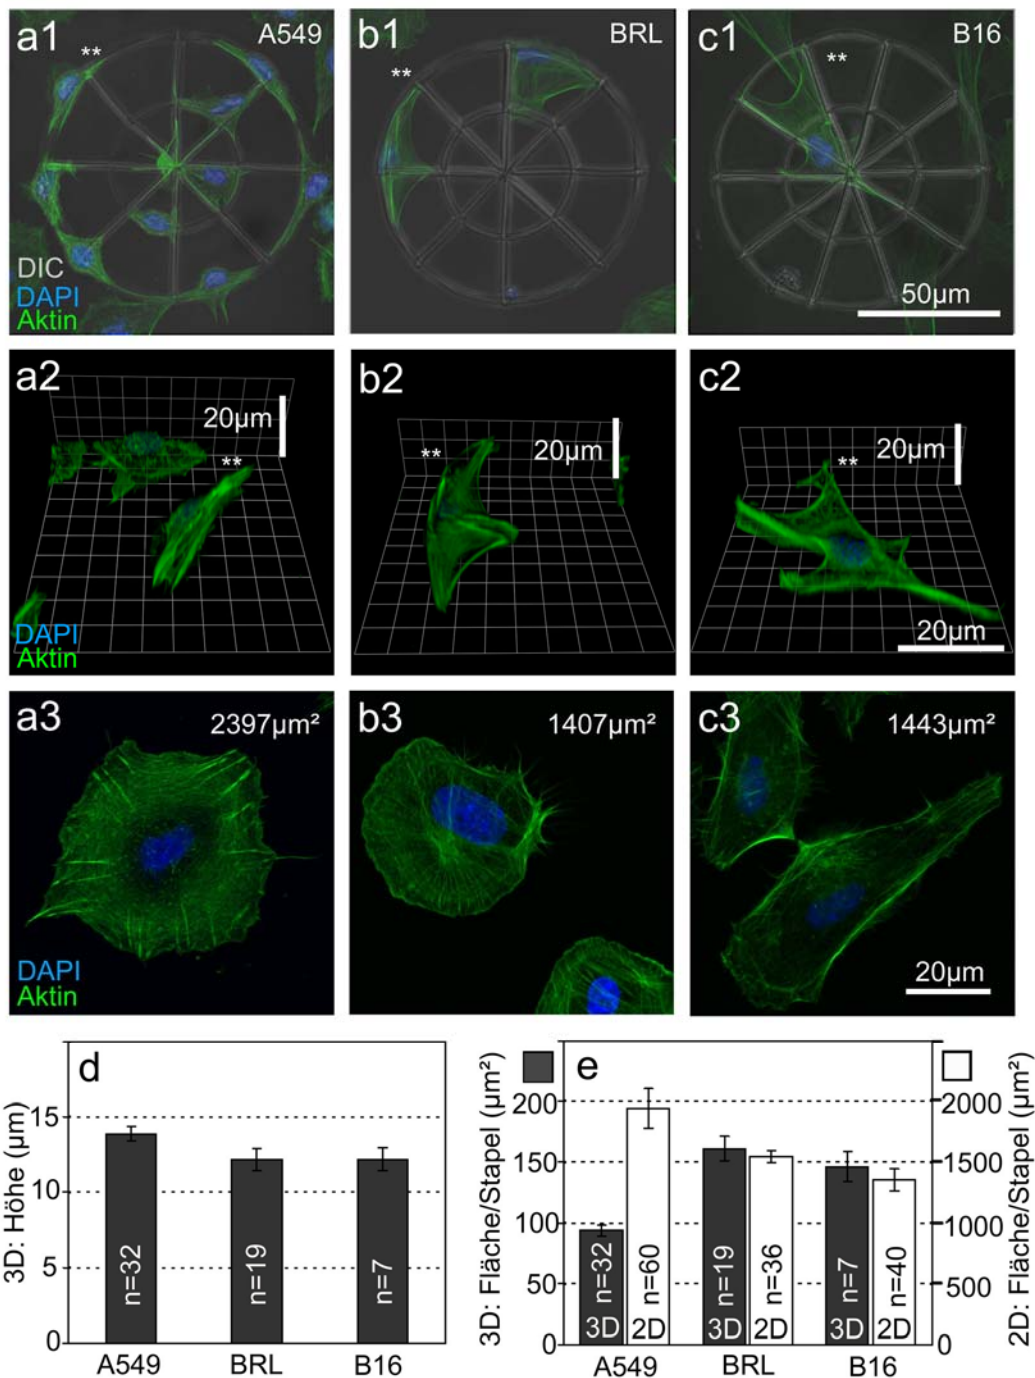 a1
**
A549
DIC
DAPI
Aktin
b1
**
BRL
c1
**
B16
50µm
a2
20µm
**
DAPI
Aktin
b2
20µm
**
c2
20µm
**
20µm
a3
2397µm²
DAPI
Aktin
b3
1407µm²
c3
1443µm²
20µm
d
3D: Höhe (µm)
15
10
5
0
n=32
n=19
n=7
A549
BRL
B16
e
3D: Fläche/Stapel (µm²)
200
150
100
50
0
2D: Fläche/Stapel (µm²)
2000
1500
1000
500
0
n=32
3D
n=60
2D
n=19
3D
n=36
2D
n=7
3D
n=40
2D
A549
BRL
B16